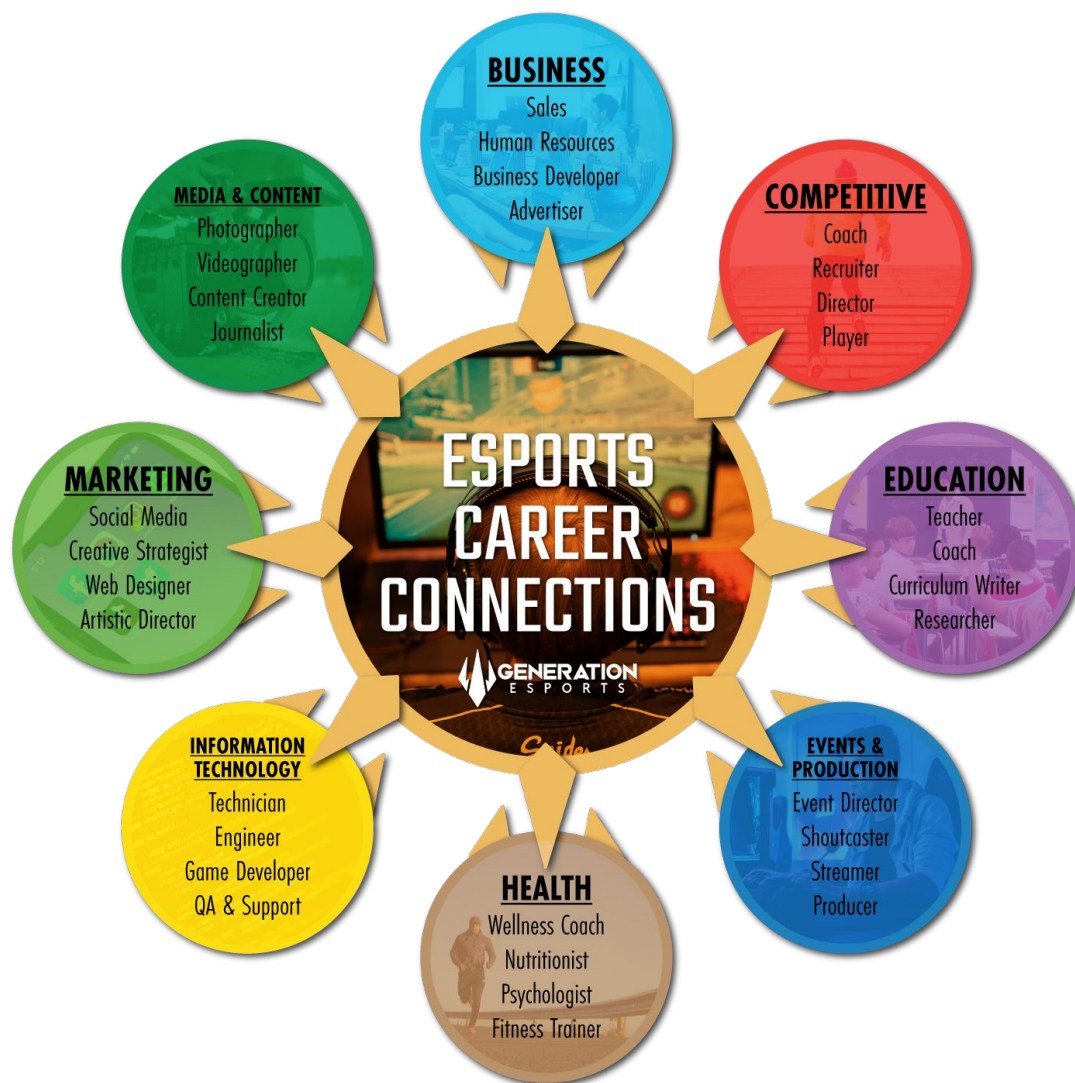 BUSINESS
Sales
Human Resources
Business Developer
Advertiser
COMPETITIVE
Coach
Recruiter
Director
Player
EDUCATION
Teacher
Coach
Curriculum Writer
Researcher
EVENTS &
PRODUCTION
Event Director
Shoutcaster
Streamer
Producer
HEALTH
Wellness Coach
Nutritionist
Psychologist
Fitness Trainer
INFORMATION
TECHNOLOGY
Technician
Engineer
Game Developer
QA & Support
MARKETING
Social Media
Creative Strategist
Web Designer
Artistic Director
MEDIA & CONTENT
Photographer
Videographer
Content Creator
Journalist
ESPORTS
CAREER
CONNECTIONS
GENERATION
ESPORTS